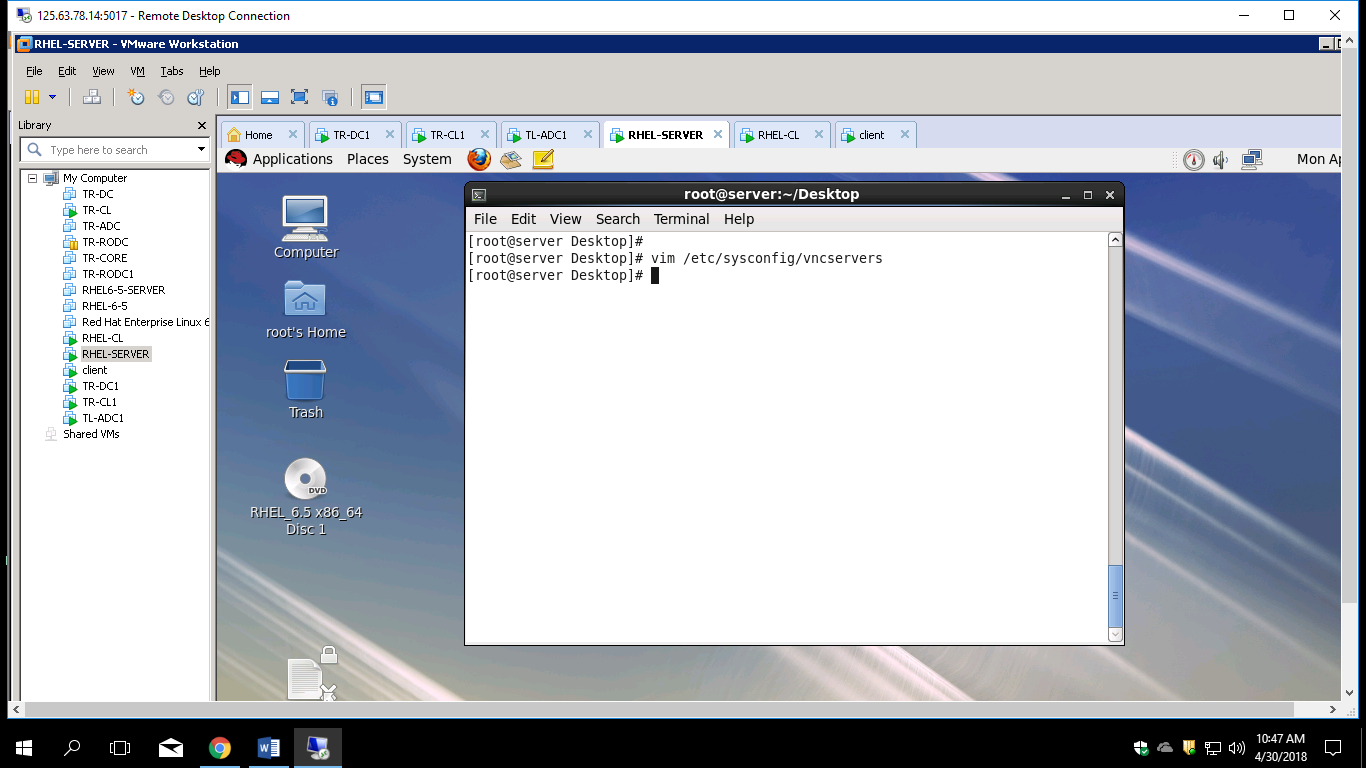 125.63.78.14:5017 - Remote Desktop Connection
RHEL-SERVER - VMware Workstation
File Edit View VM Tabs Help
Library
Type here to search
My Computer
TR-DC
TR-CL
TR-ADC
TR-RODC
TR-CORE
TR-RODC1
RHEL6-5-SERVER
RHEL-6-5
Red Hat Enterprise Linux 6
RHEL-CL
RHEL-SERVER
client
TR-DC1
TR-CL1
TL-ADC1
Shared VMs
Home TR-DC1 TR-CL1 TL-ADC1 RHEL-SERVER RHEL-CL client
Applications Places System Mon Ap
Computer
root's Home
Trash
DVD
RHEL_6.5 x86_64
Disc 1
root@server:~/Desktop
File Edit View Search Terminal Help
[root@server Desktop]#
[root@server Desktop]# vim /etc/sysconfig/vncservers
[root@server Desktop]#
10:47 AM
4/30/2018